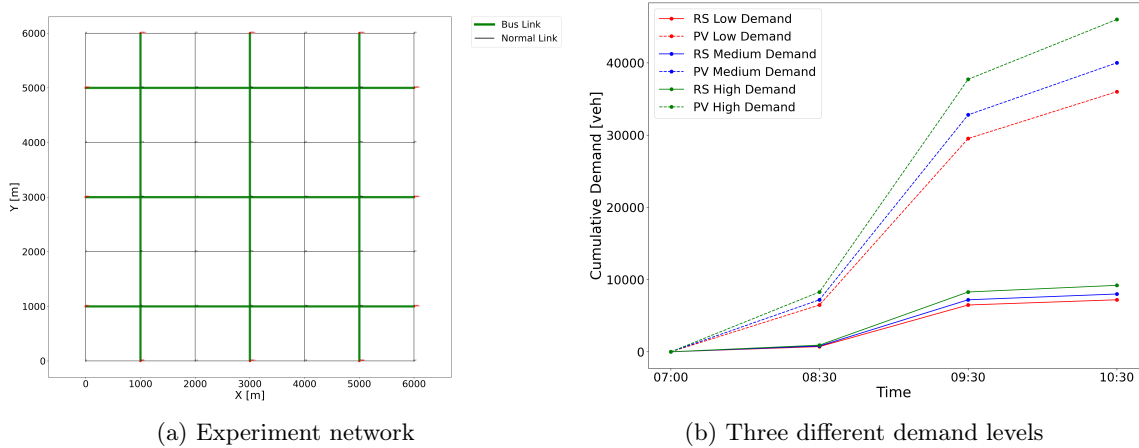 Bus Link
Normal Link
6000
5000
4000
3000
2000
1000
0
Y [m]
0 1000 2000 3000 4000 5000 6000
X [m]
(a) Experiment network
RS Low Demand
PV Low Demand
RS Medium Demand
PV Medium Demand
RS High Demand
PV High Demand
40000
30000
20000
10000
0
Cumulative Demand [veh]
07:00 08:30 09:30 10:30
Time
(b) Three different demand levels